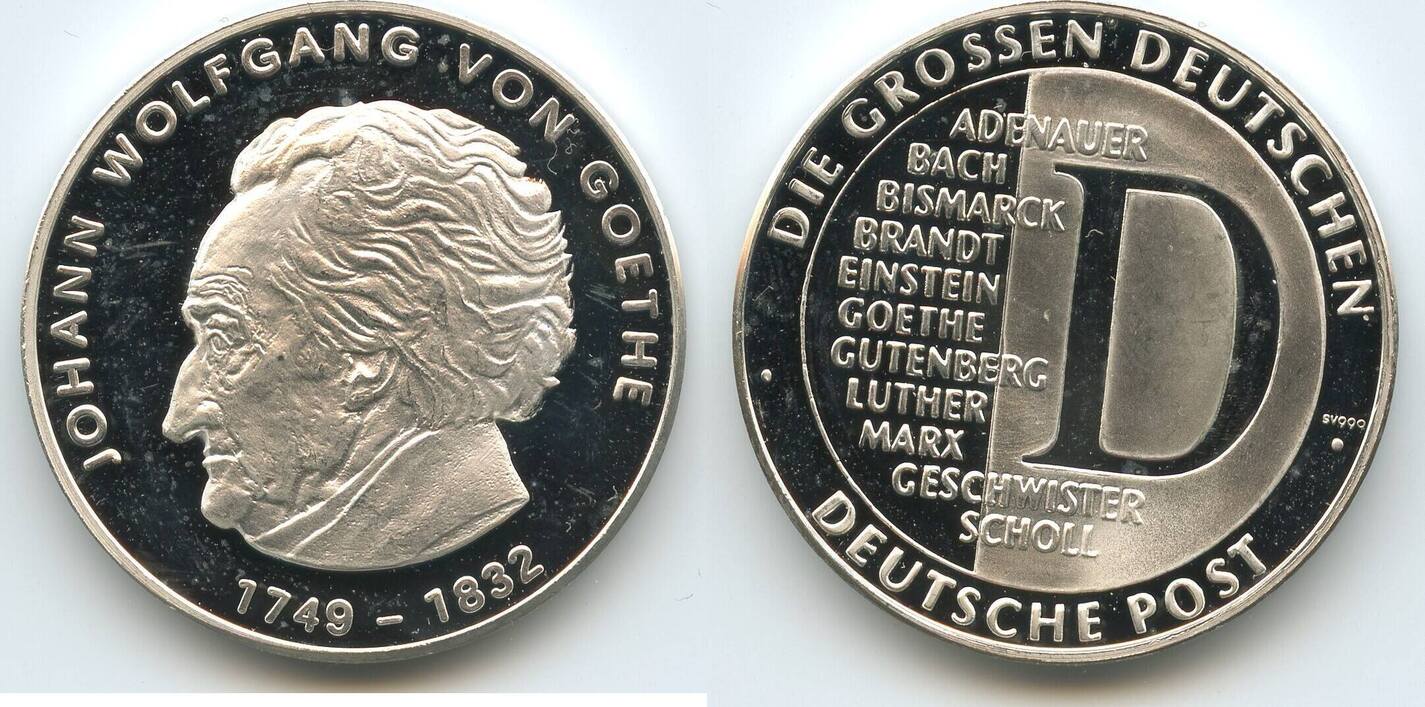 JOHANN WOLFGANG VON GOETHE
1749 - 1832
DIE GROSSEN DEUTSCHEN
ADENAUER
BACH
BISMARCK
BRANDT
EINSTEIN
GOETHE
GUTENBERG
LUTHER
MARX
GESCHWISTER
SCHOLL
D
SV999
DEUTSCHE POST